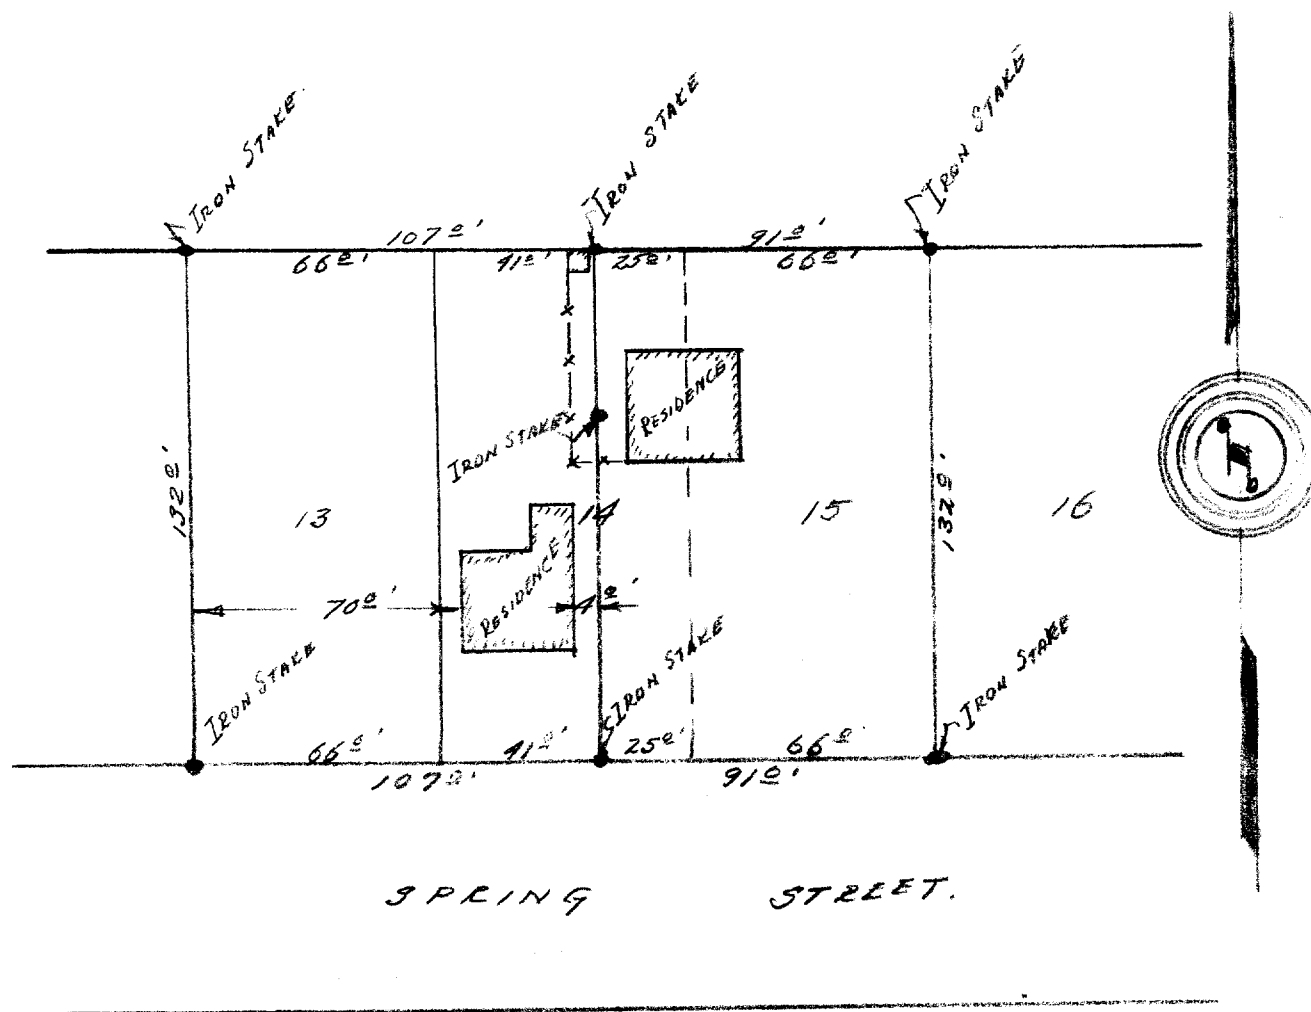 IRON STAKE.
IRON STAKE
IRON STAKE
107 0'
91 0'
66 0'
41 0'
25 0'
66 0'
RESIDENCE
IRON STAKE
132 0'
132 0'
13
14
15
16
RESIDENCE
70 0'
4 0'
IRON STAKE
IRON STAKE
IRON STAKE
66 0'
41 0'
25 0'
66 0'
107 0'
91 0'
SPRING STREET.